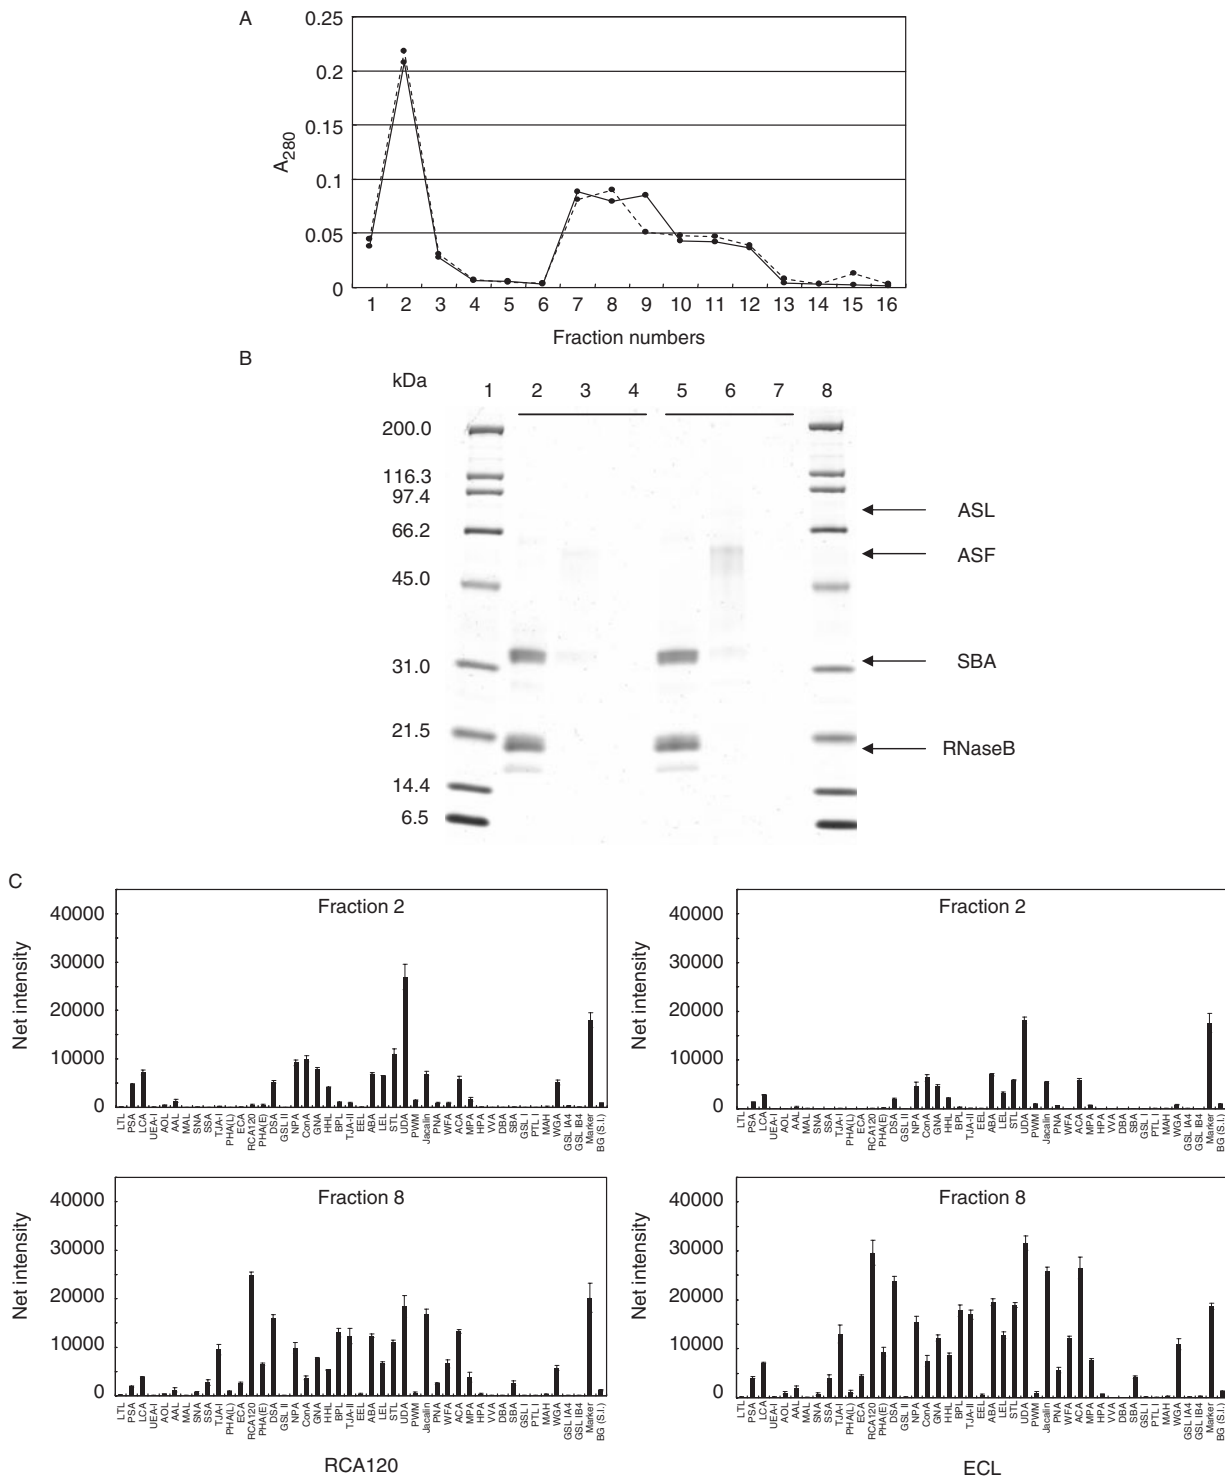 A
0.25
0.2
0.15
0.1
0.05
0
A280
1 2 3 4 5 6 7 8 9 10 11 12 13 14 15 16
Fraction numbers
B
kDa 1 2 3 4 5 6 7 8
200.0
116.3
97.4
66.2
45.0
31.0
21.5
14.4
6.5
ASL
ASF
SBA
RNaseB
C
Fraction 2
40000
30000
20000
10000
0
Net intensity
LTL PSA LCA UEA-I AOL AAL MAL SNA SSA TJA-I PHA(L) ECA RCA120 PHA(E) DSA GSL II NPA ConA GNA HHL BPL TJA-II EEL ABA LEL STL UDA PWM Jacalin PNA WFA ACA MPA HPA VVA DBA SBA GSL I PTL I MAH WGA GSL IA4 GSL IB4 Marker BG (S.I.)
Fraction 2
40000
30000
20000
10000
0
Net intensity
LTL PSA LCA UEA-I AOL AAL MAL SNA SSA TJA-I PHA(L) ECA RCA120 PHA(E) DSA GSL II NPA ConA GNA HHL BPL TJA-II EEL ABA LEL STL UDA PWM Jacalin PNA WFA ACA MPA HPA VVA DBA SBA GSL I PTL I MAH WGA GSL IA4 GSL IB4 Marker BG (S.I.)
Fraction 8
40000
30000
20000
10000
0
Net intensity
LTL PSA LCA UEA-I AOL AAL MAL SNA SSA TJA-I PHA(L) ECA RCA120 PHA(E) DSA GSL II NPA ConA GNA HHL BPL TJA-II EEL ABA LEL STL UDA PWM Jacalin PNA WFA ACA MPA HPA VVA DBA SBA GSL I PTL I MAH WGA GSL IA4 GSL IB4 Marker BG (S.I.)
RCA120
Fraction 8
40000
30000
20000
10000
0
Net intensity
LTL PSA LCA UEA-I AOL AAL MAL SNA SSA TJA-I PHA(L) ECA RCA120 PHA(E) DSA GSL II NPA ConA GNA HHL BPL TJA-II EEL ABA LEL STL UDA PWM Jacalin PNA WFA ACA MPA HPA VVA DBA SBA GSL I PTL I MAH WGA GSL IA4 GSL IB4 Marker BG (S.I.)
ECL